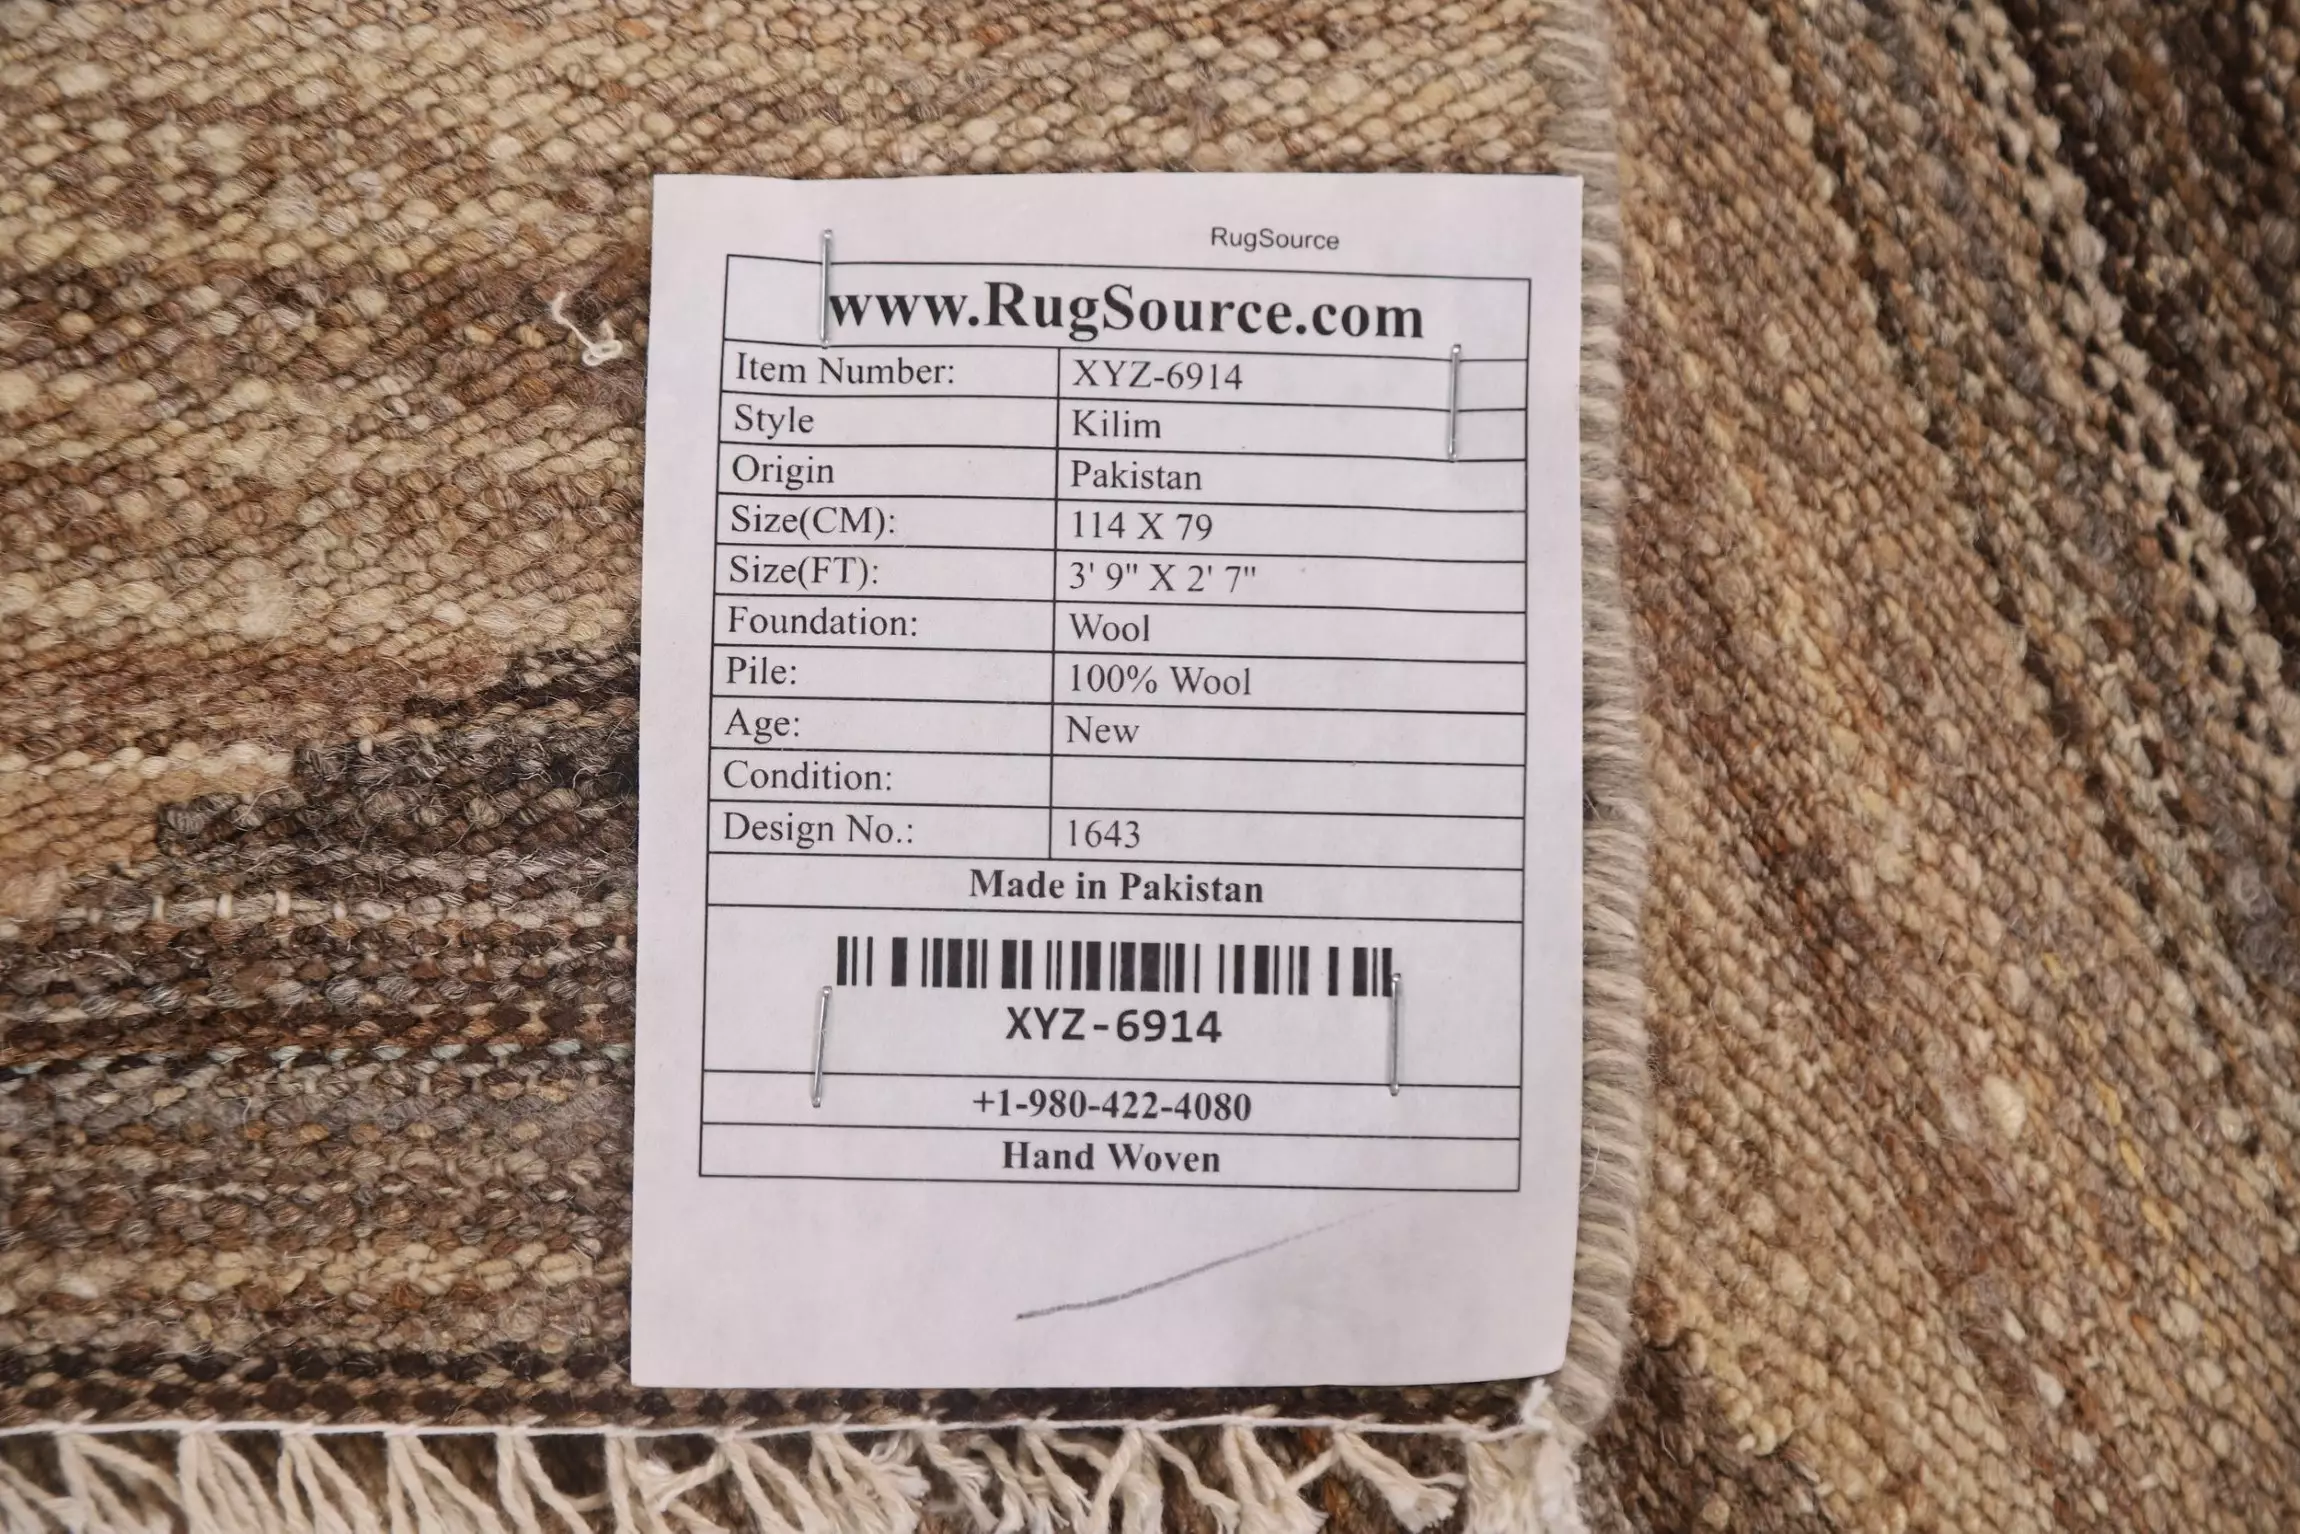 RugSource
www.RugSource.com
Item Number: XYZ-6914
Style Kilim
Origin Pakistan
Size(CM): 114 X 79
Size(FT): 3' 9" X 2' 7"
Foundation: Wool
Pile: 100% Wool
Age: New
Condition:
Design No.: 1643
Made in Pakistan
XYZ-6914
+1-980-422-4080
Hand Woven